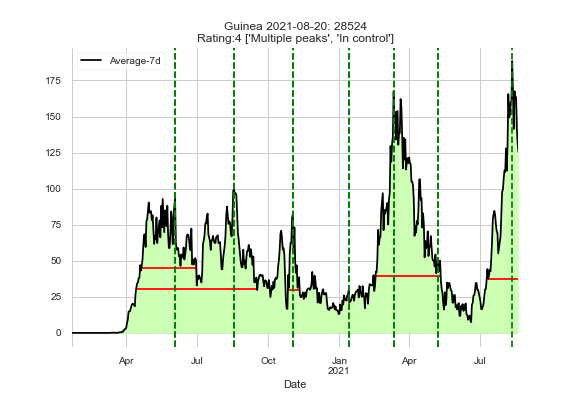 Guinea 2021-08-20: 28524
Rating:4 ['Multiple peaks', 'In control']
Average-7d
175
150
125
100
75
50
25
0
Apr Jul Oct Jan Apr Jul
2021
Date